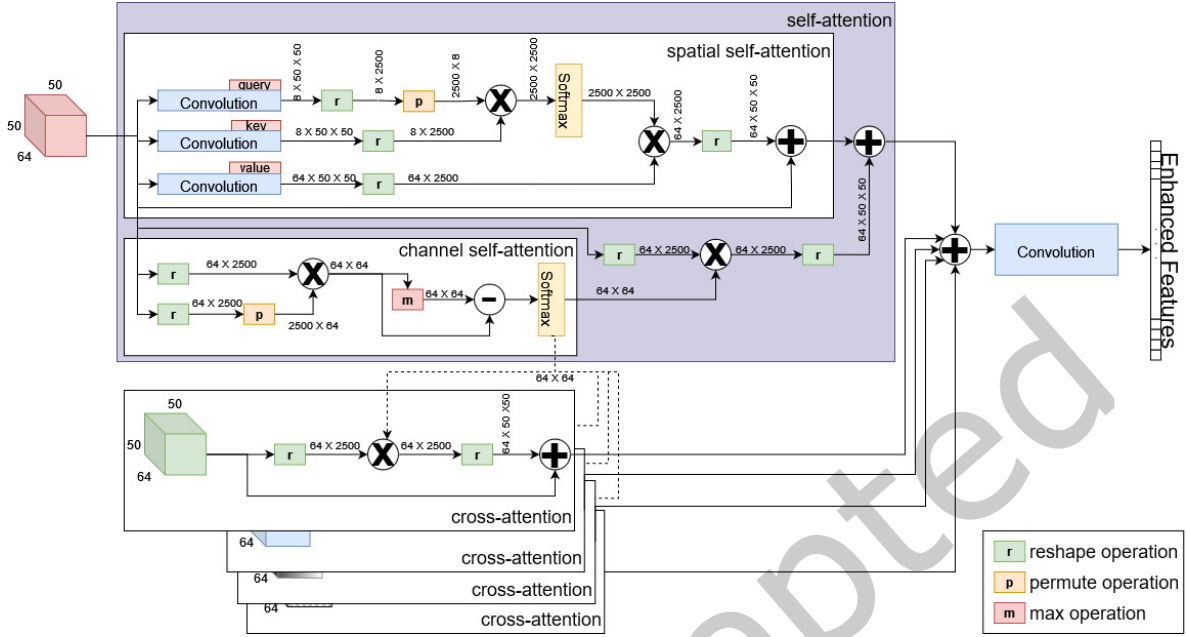 self-attention
spatial self-attention
50
50
64
query
Convolution
8 X 50 X 50
r
8 X 2500
p
2500 X 8
X
2500 X 2500
Softmax
2500 X 2500
key
Convolution
8 X 50 X 50
r
8 X 2500
X
64 X 2500
r
64 X 50 X 50
+
+
value
Convolution
64 X 50 X 50
r
64 X 2500
64 X 50 X 50
channel self-attention
r
64 X 2500
X
64 X 64
m
64 X 64
-
Softmax
64 X 64
r
64 X 2500
p
2500 X 64
r
64 X 2500
X
64 X 2500
r
+
Convolution
Enhanced Features
64 X 64
50
50
64
r
64 X 2500
X
64 X 2500
r
64 X 50 X50
+
cross-attention
64
cross-attention
64
cross-attention
64
cross-attention
r reshape operation
p permute operation
m max operation
pted